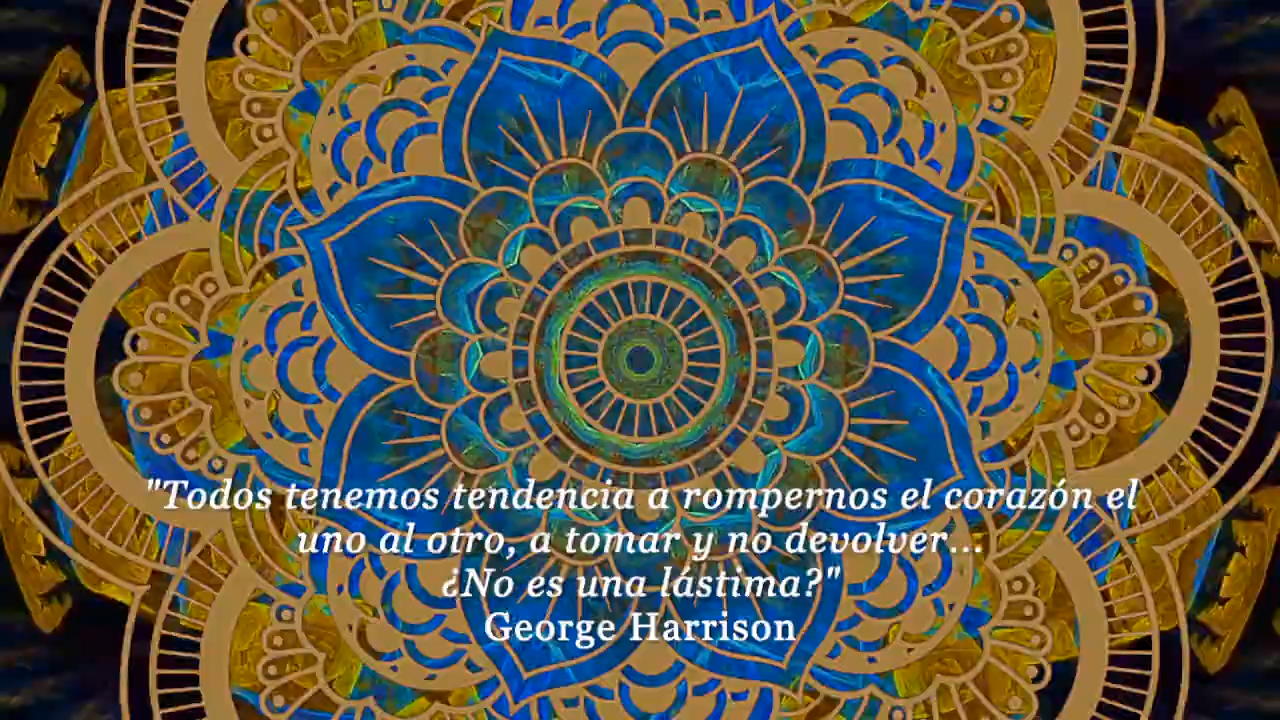 "Todos tenemos tendencia a rompernos el corazón el
uno al otro, a tomar y no devolver...
¿No es una lástima?"
George Harrison